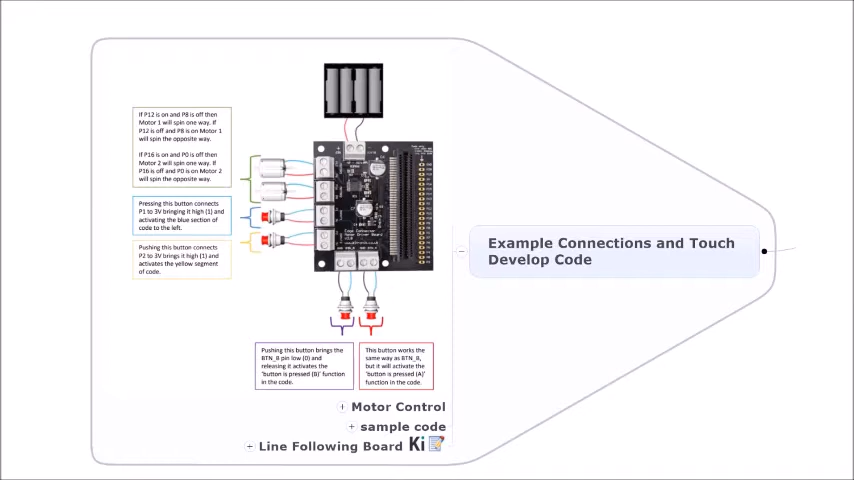 If P12 is on and P8 is off then
Motor 1 will spin one way. If
P12 is off and P8 is on Motor 1
will spin the opposite way.
If P16 is on and P0 is off then
Motor 2 will spin one way. If
P16 is off and P0 is on Motor 2
will spin the opposite way.
Pressing this button connects
P1 to 3V bringing it high (1) and
activating the blue section of
code to the left.
Pushing this button connects
P2 to 3V brings it high (1) and
activates the yellow segment
of code.
Edge Connector
Motor Driver Board
Example Connections and Touch
Develop Code
Pushing this button brings the
BTN_B pin low (0) and
releasing it activates the
'button is pressed (B)' function
in the code.
This button works the
same way as BTN_B,
but it will activate the
'button is pressed (A)'
function in the code.
Motor Control
sample code
Line Following Board Ki